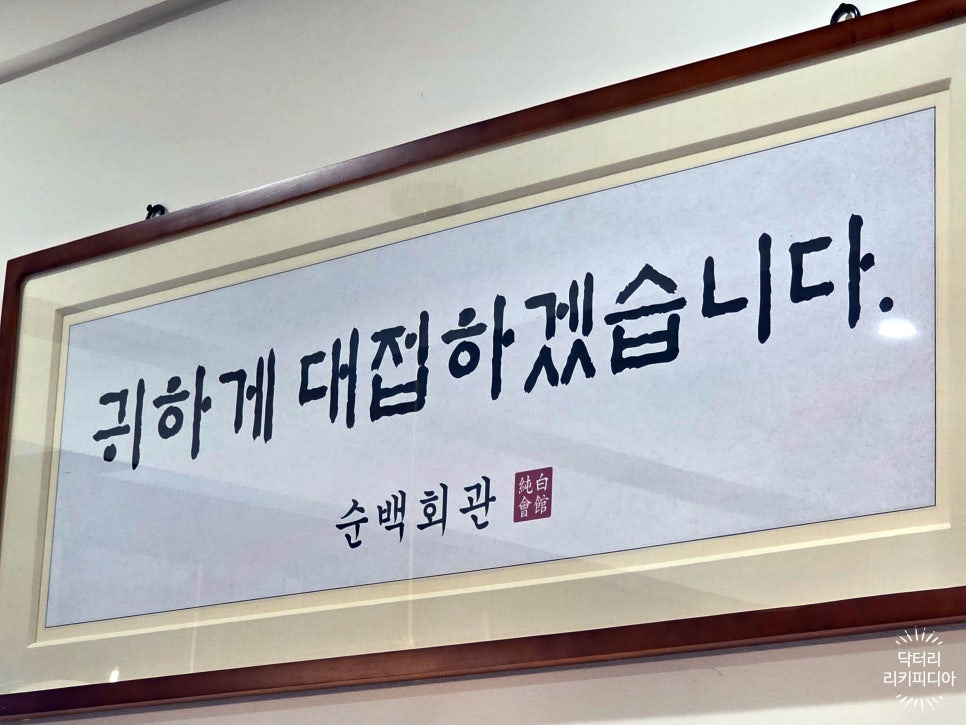 귀하게 대접하겠습니다.
순백회관
純白
會館
닥터리
리키피디아